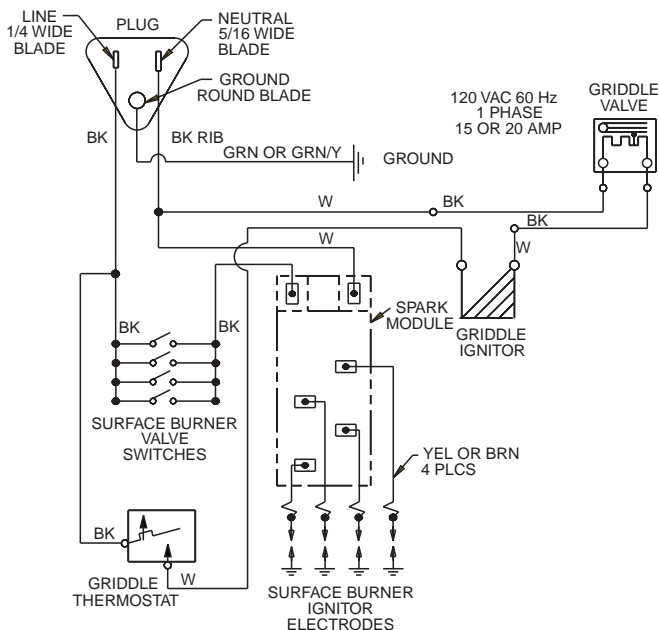 LINE
1/4 WIDE
BLADE
PLUG
NEUTRAL
5/16 WIDE
BLADE
GROUND
ROUND BLADE
120 VAC 60 Hz
1 PHASE
15 OR 20 AMP
GRIDDLE
VALVE
BK
BK RIB
GRN OR GRN/Y
GROUND
W
BK
BK
W
W
SPARK
MODULE
GRIDDLE
IGNITOR
BK
BK
SURFACE BURNER
VALVE
SWITCHES
YEL OR BRN
4 PLCS
BK
W
GRIDDLE
THERMOSTAT
SURFACE BURNER
IGNITOR
ELECTRODES